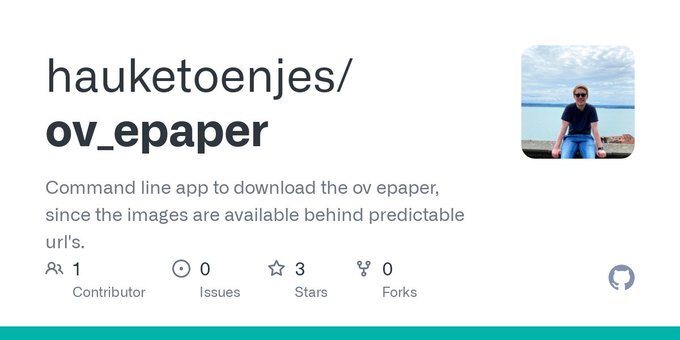 hauketoenjes/
ov_epaper
Command line app to download the ov epaper,
since the images are available behind predictable
url's.
1
Contributor
0
Issues
3
Stars
0
Forks